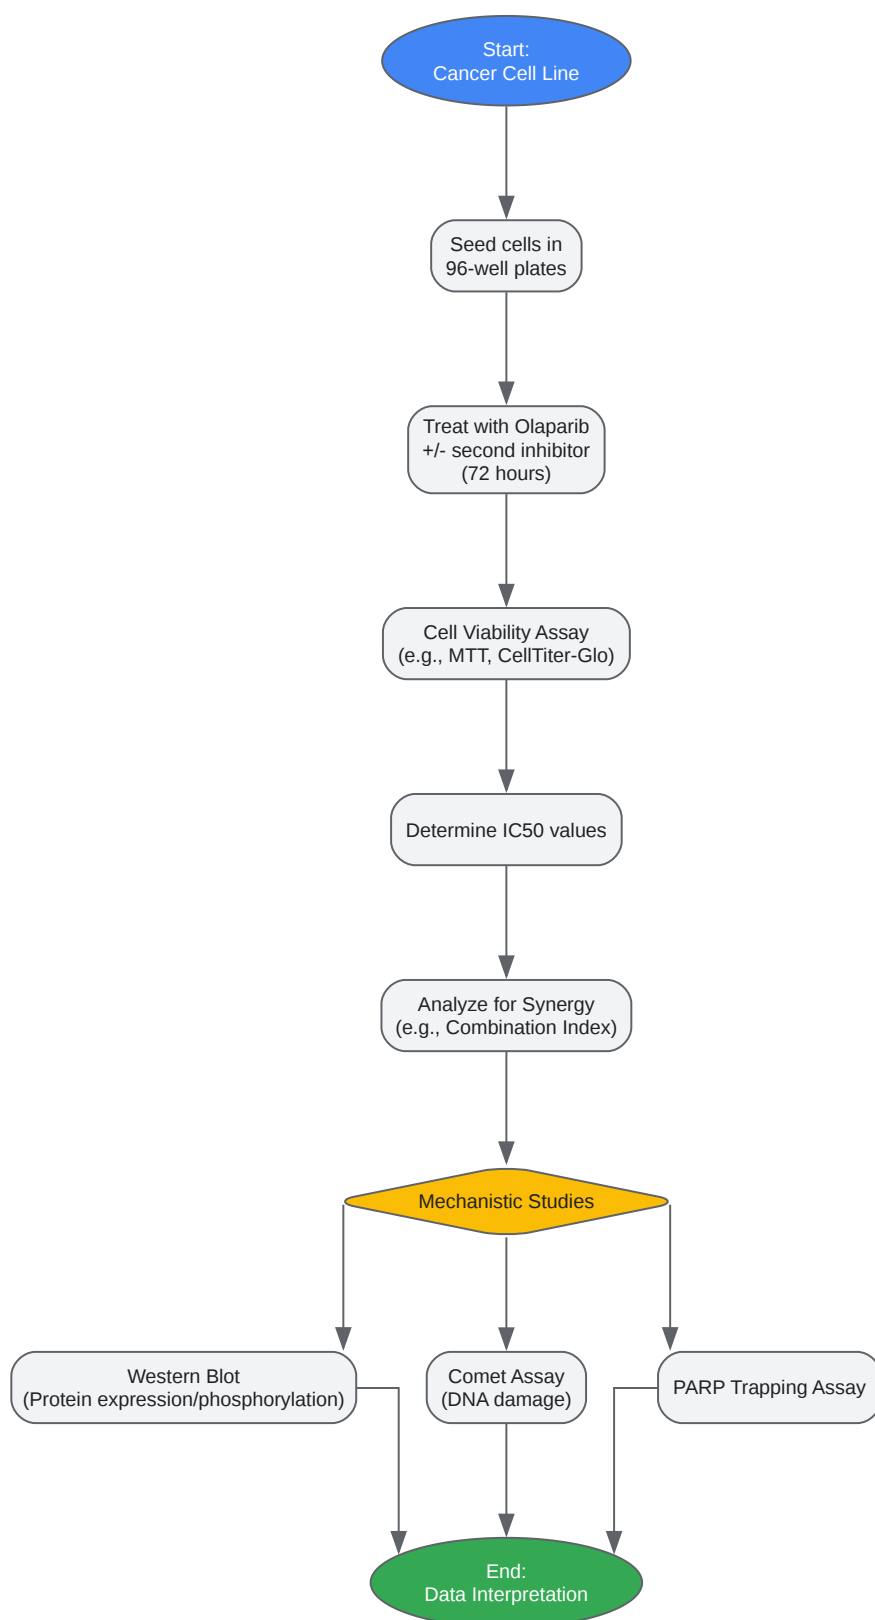 Start:
Cancer Cell Line
Seed cells in
96-well plates
Treat with Olaparib
+/- second inhibitor
(72 hours)
Cell Viability Assay
(e.g., MTT, CellTiter-Glo)
Determine IC50 values
Analyze for Synergy
(e.g., Combination Index)
Mechanistic Studies
Western Blot
(Protein expression/phosphorylation)
Comet Assay
(DNA damage)
PARP Trapping Assay
End:
Data Interpretation